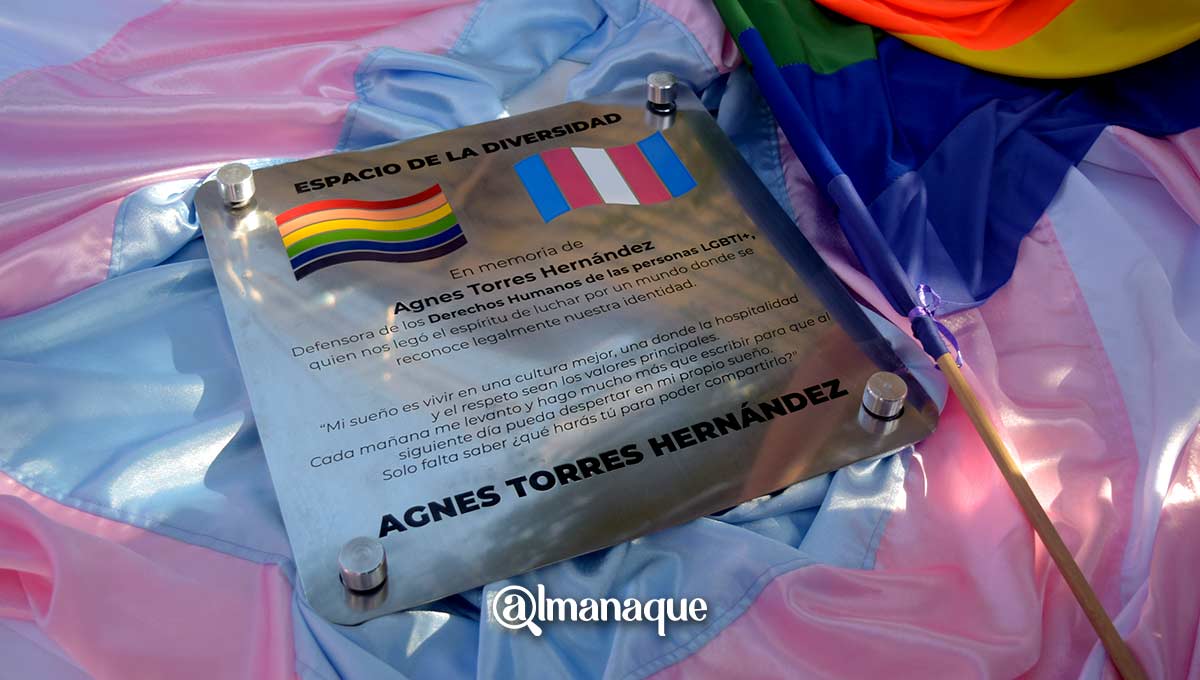 ESPACIO DE LA DIVERSIDAD
En memoria de
Agnes Torres Hernández
Defensora de los Derechos Humanos de las personas LGBTI+,
quien nos legó el espíritu de luchar por un mundo donde se
reconoce legalmente nuestra identidad.
“Mi sueño es vivir en una cultura mejor, una donde la hospitalidad
y el respeto sean los valores principales.
Cada mañana me levanto y hago mucho más que escribir para que al
siguiente día pueda despertar en mi propio sueño.
Solo falta saber ¿qué harás tú para poder compartirlo?”
AGNES TORRES HERNÁNDEZ
@lmanaque